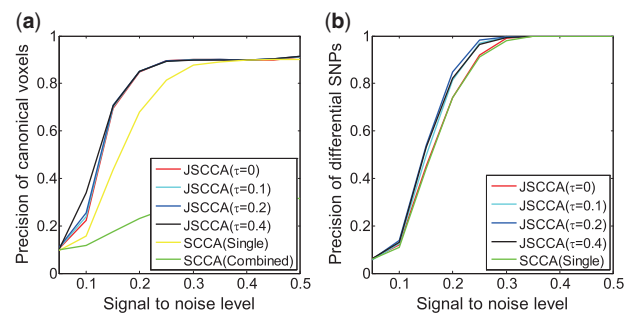 (a)
Precision of canonical voxels
1
0.8
0.6
0.4
0.2
0
0.1
0.2
0.3
0.4
0.5
Signal to noise level
JSCCA(τ=0)
JSCCA(τ=0.1)
JSCCA(τ=0.2)
JSCCA(τ=0.4)
SCCA(Single)
SCCA(Combined)
(b)
Precision of differential SNPs
1
0.8
0.6
0.4
0.2
0
0.1
0.2
0.3
0.4
0.5
Signal to noise level
JSCCA(τ=0)
JSCCA(τ=0.1)
JSCCA(τ=0.2)
JSCCA(τ=0.4)
SCCA(Single)